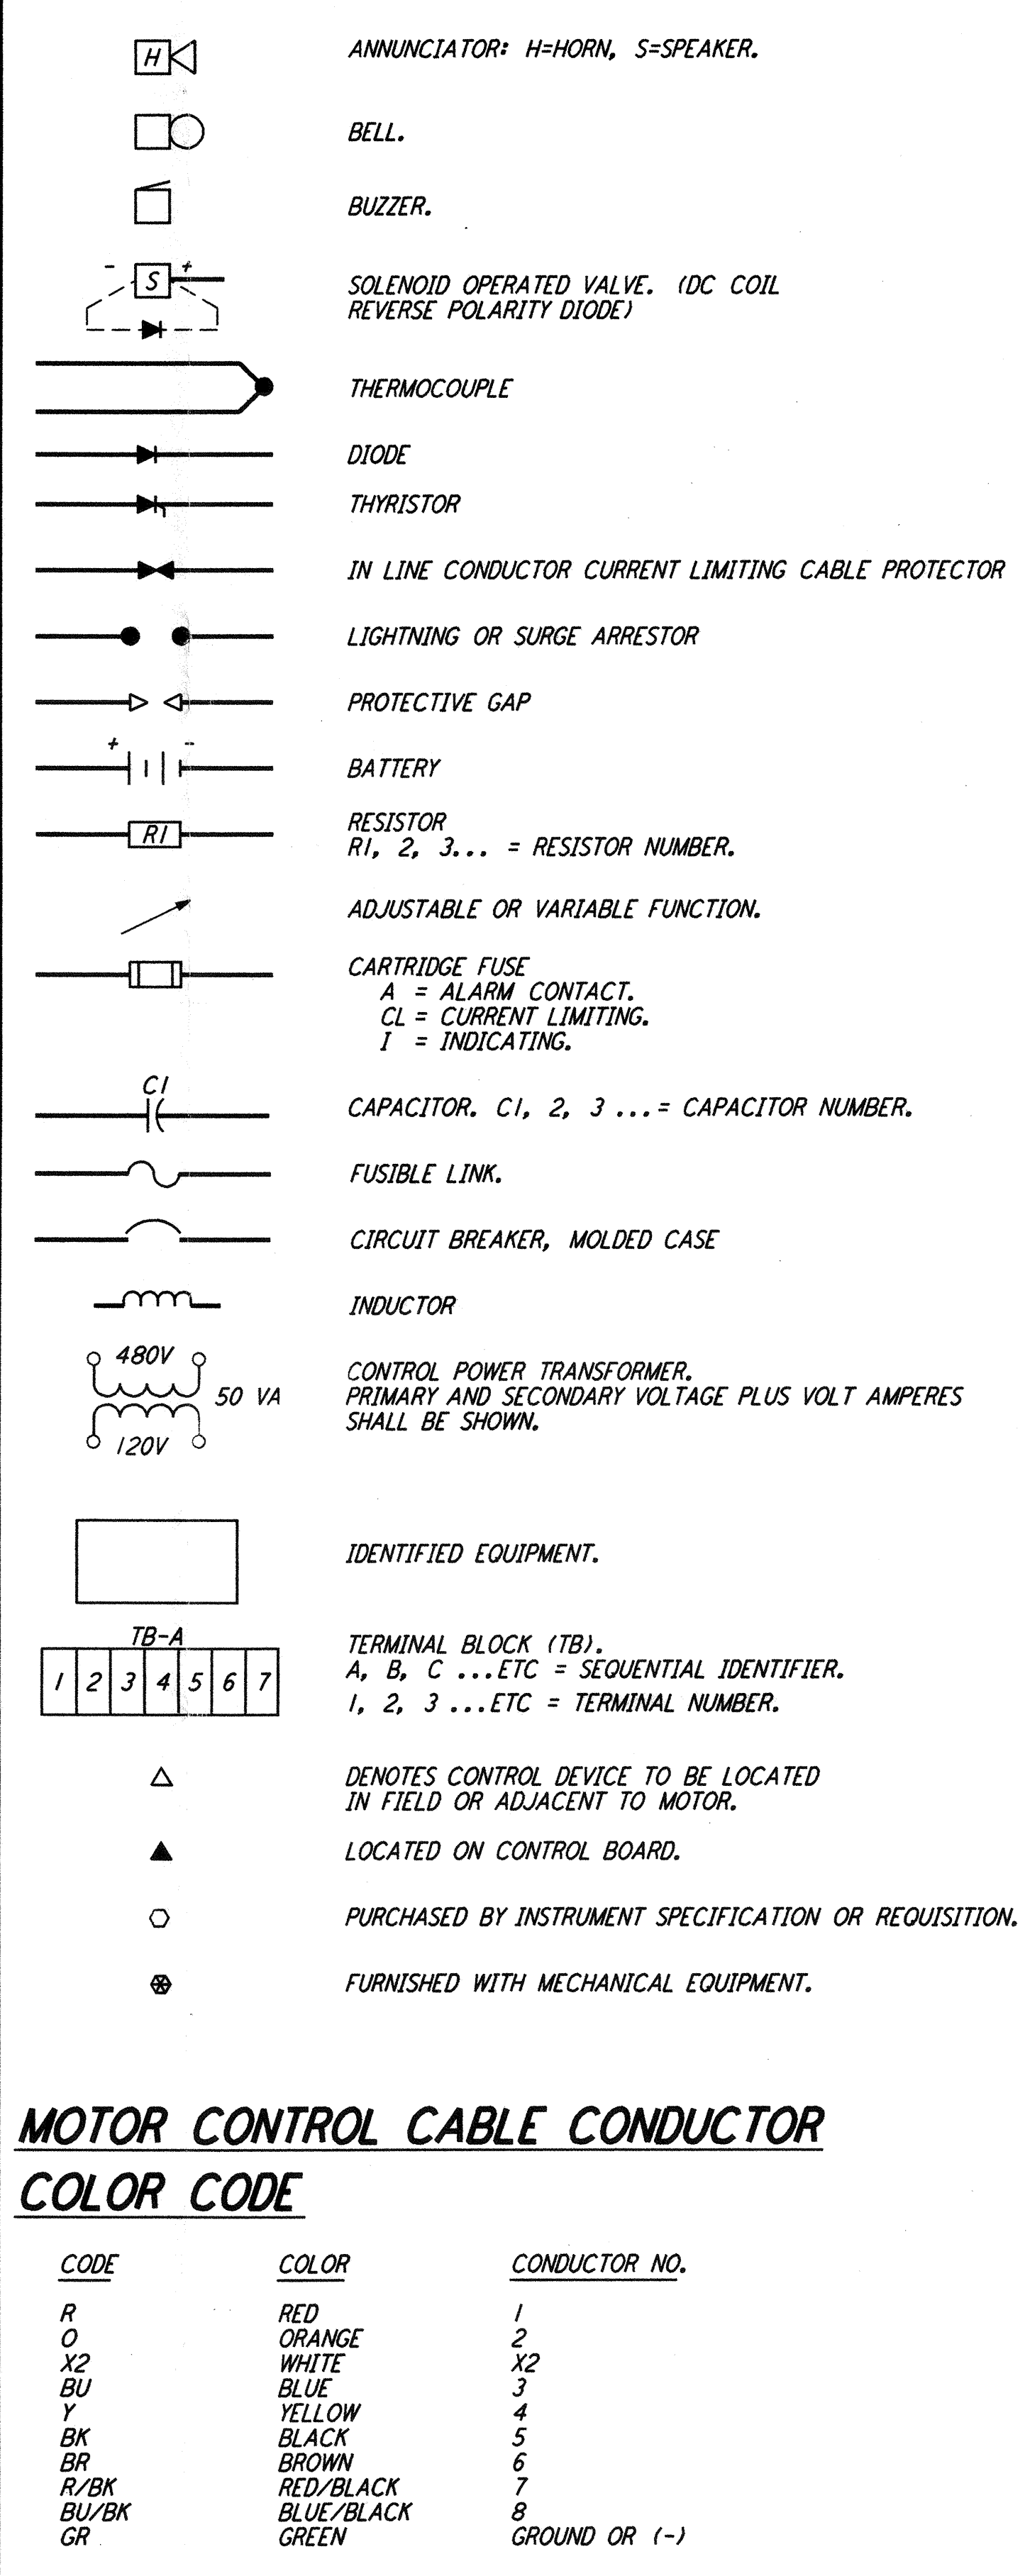 H ANNUNCIATOR: H=HORN, S=SPEAKER.
BELL.
BUZZER.
- S + SOLENOID OPERATED VALVE. (DC COIL
REVERSE POLARITY DIODE)
THERMOCOUPLE
DIODE
THYRISTOR
IN LINE CONDUCTOR CURRENT LIMITING CABLE PROTECTOR
LIGHTNING OR SURGE ARRESTOR
PROTECTIVE GAP
+ - BATTERY
RESISTOR
R1 R1, 2, 3... = RESISTOR NUMBER.
ADJUSTABLE OR VARIABLE FUNCTION.
CARTRIDGE FUSE
A = ALARM CONTACT.
CL = CURRENT LIMITING.
I = INDICATING.
C1 CAPACITOR. C1, 2, 3 ...= CAPACITOR NUMBER.
FUSIBLE LINK.
CIRCUIT BREAKER, MOLDED CASE
INDUCTOR
480V CONTROL POWER TRANSFORMER.
50 VA PRIMARY AND SECONDARY VOLTAGE PLUS VOLT AMPERES
120V SHALL BE SHOWN.
IDENTIFIED EQUIPMENT.
TB-A TERMINAL BLOCK (TB).
A, B, C ...ETC = SEQUENTIAL IDENTIFIER.
1 2 3 4 5 6 7 1, 2, 3 ...ETC = TERMINAL NUMBER.
DENOTES CONTROL DEVICE TO BE LOCATED
IN FIELD OR ADJACENT TO MOTOR.
LOCATED ON CONTROL BOARD.
PURCHASED BY INSTRUMENT SPECIFICATION OR REQUISITION.
FURNISHED WITH MECHANICAL EQUIPMENT.
MOTOR CONTROL CABLE CONDUCTOR
COLOR CODE
CODE COLOR CONDUCTOR NO.
R RED 1
O ORANGE 2
X2 WHITE X2
BU BLUE 3
Y YELLOW 4
BK BLACK 5
BR BROWN 6
R/BK RED/BLACK 7
BU/BK BLUE/BLACK 8
GR GREEN GROUND OR (-)